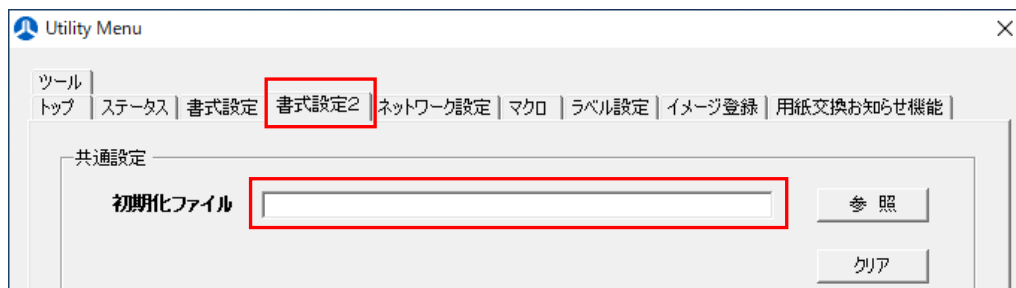 Utility Menu
ツール
トップ ステータス 書式設定 書式設定2 ネットワーク設定 マクロ ラベル設定 イメージ登録 用紙交換お知らせ機能
共通設定
初期化ファイル 参 照
クリア